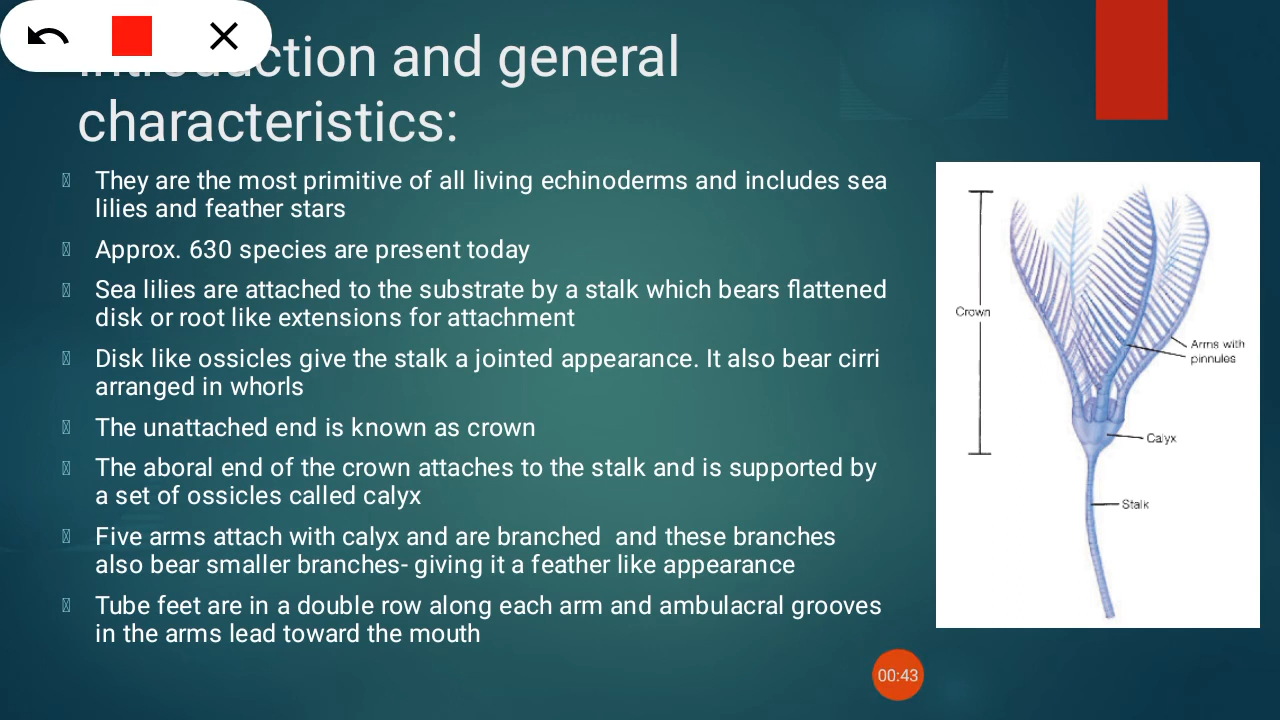 ction and general
characteristics:
They are the most primitive of all living echinoderms and includes sea
lilies and feather stars
Approx. 630 species are present today
Sea lilies are attached to the substrate by a stalk which bears flattened
disk or root like extensions for attachment
Disk like ossicles give the stalk a jointed appearance. It also bear cirri
arranged in whorls
The unattached end is known as crown
The aboral end of the crown attaches to the stalk and is supported by
a set of ossicles called calyx
Five arms attach with calyx and are branched  and these branches
also bear smaller branches- giving it a feather like appearance
Tube feet are in a double row along each arm and ambulacral grooves
in the arms lead toward the mouth
Crown
Arms with
pinnules
Calyx
Stalk
00:43